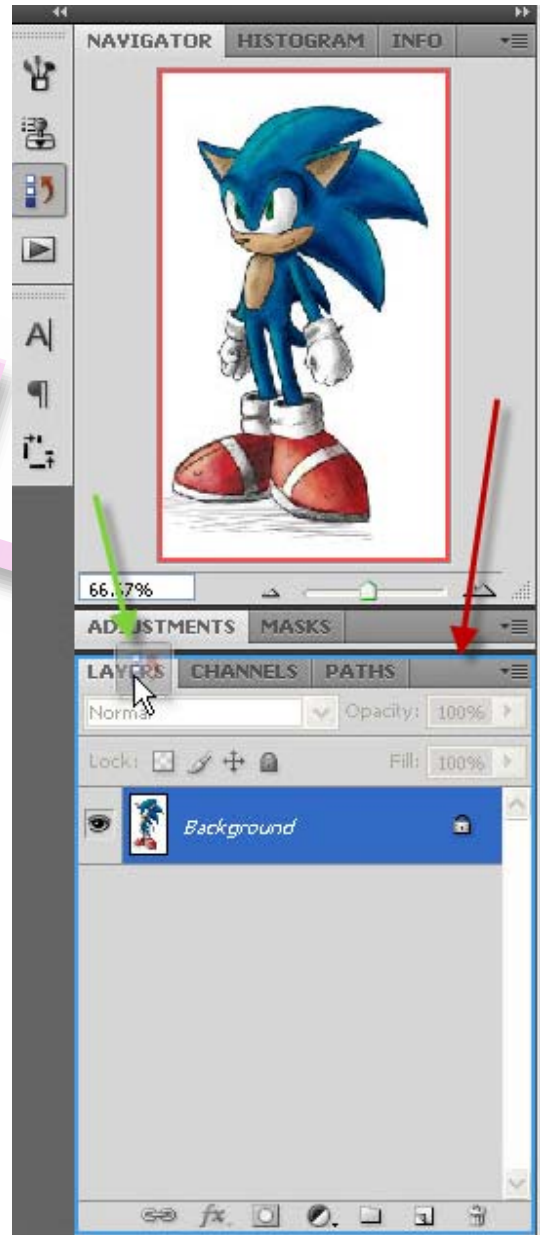 NAVIGATOR HISTOGRAM INFO
A
¶
66.67%
ADJUSTMENTS MASKS
LAYERS CHANNELS PATHS
Normal Opacity: 100%
Lock: Fill: 100%
Background
fx.